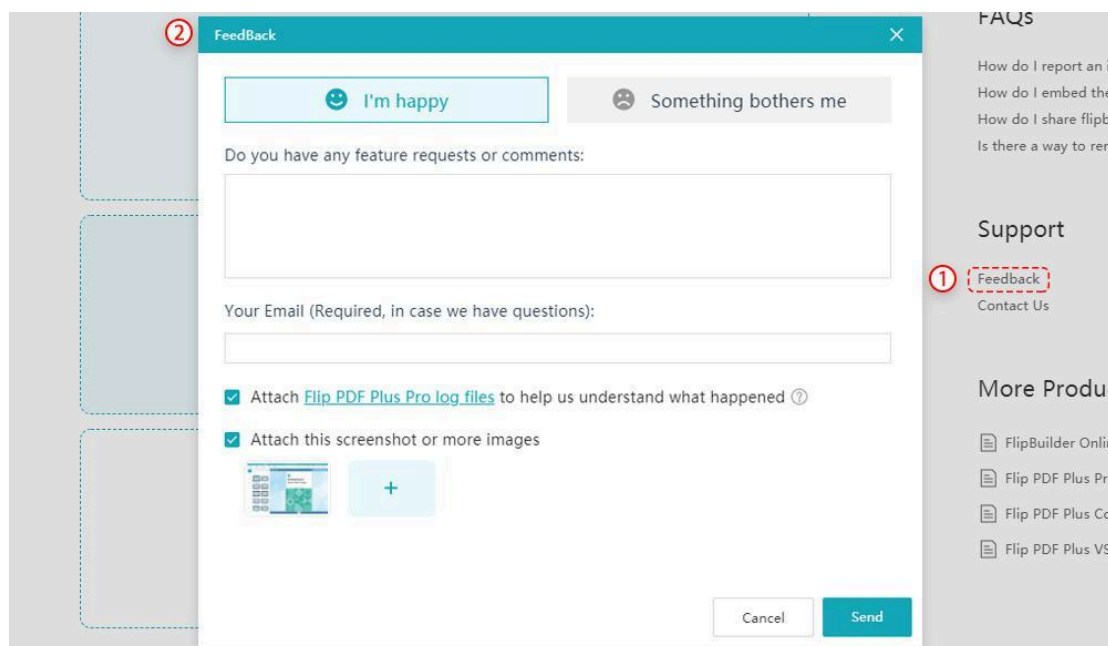 ②
FeedBack
I'm happy
Something bothers me
Do you have any feature requests or comments:
Your Email (Required, in case we have questions):
Attach Flip PDF Plus Pro log files to help us understand what happened ?
Attach this screenshot or more images
+
Cancel
Send
FAQs
How do I report an
How do I embed the
How do I share flipb
Is there a way to
Support
① Feedback
Contact Us
More Produ
FlipBuilder Onli
Flip PDF Plus Pr
Flip PDF Plus Co
Flip PDF Plus VS